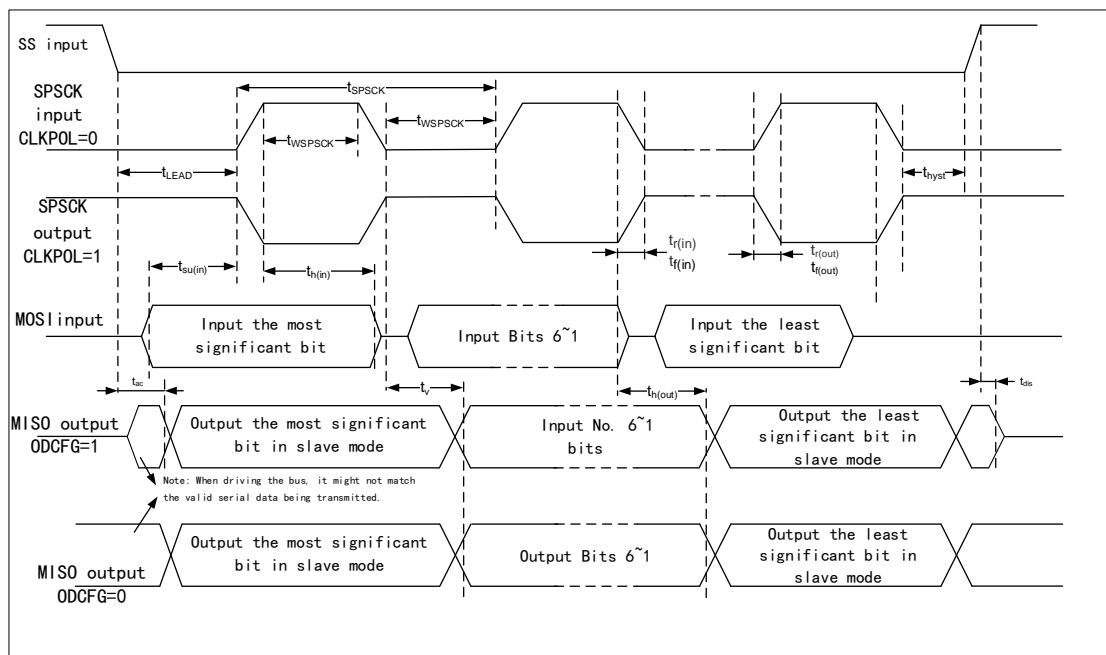 SS input
SPSCK
input
CLKPOL=0
tSPSCK
tWSPSCK
tWSPSCK
tLEAD
thyst
SPSCK
output
CLKPOL=1
tr(in)
tf(in)
tr(out)
tf(out)
tsu(in)
th(in)
MOSI input
Input the most
significant bit
Input Bits 6~1
Input the least
significant bit
tac
tv
th(out)
tdis
MISO output
ODCFG=1
Output the most significant
bit in slave mode
Input No. 6~1
bits
Output the least
significant bit in
slave mode
Note: When driving the bus, it might not match
the valid serial data being transmitted.
MISO output
ODCFG=0
Output the most significant
bit in slave mode
Output Bits 6~1
Output the least
significant bit in
slave mode